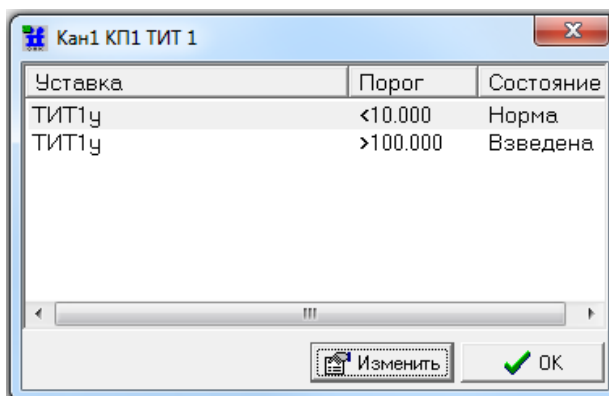 Кан1 КП1 ТИТ 1
Уставка Порог Состояние
ТИТ1у <10.000 Норма
ТИТ1у >100.000 Взведена
Изменить OK